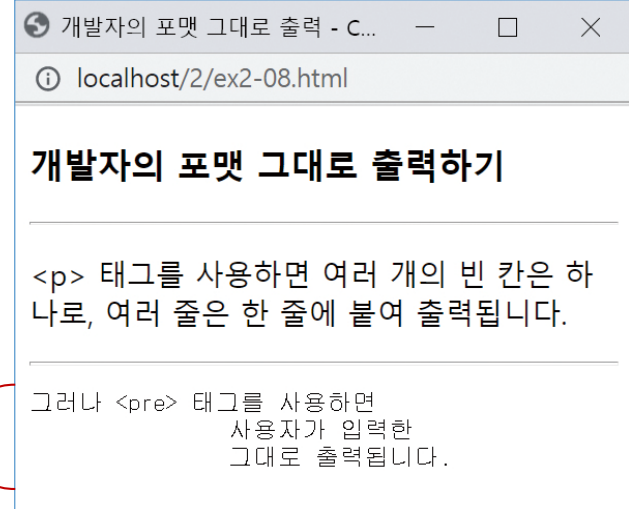 개발자의 포맷 그대로 출력 - C...
localhost/2/ex2-08.html
개발자의 포맷 그대로 출력하기
<p> 태그를 사용하면 여러 개의 빈 칸은 하
나로, 여러 줄은 한 줄에 붙여 출력됩니다.
그러나 <pre> 태그를 사용하면
사용자가 입력한
그대로 출력됩니다.